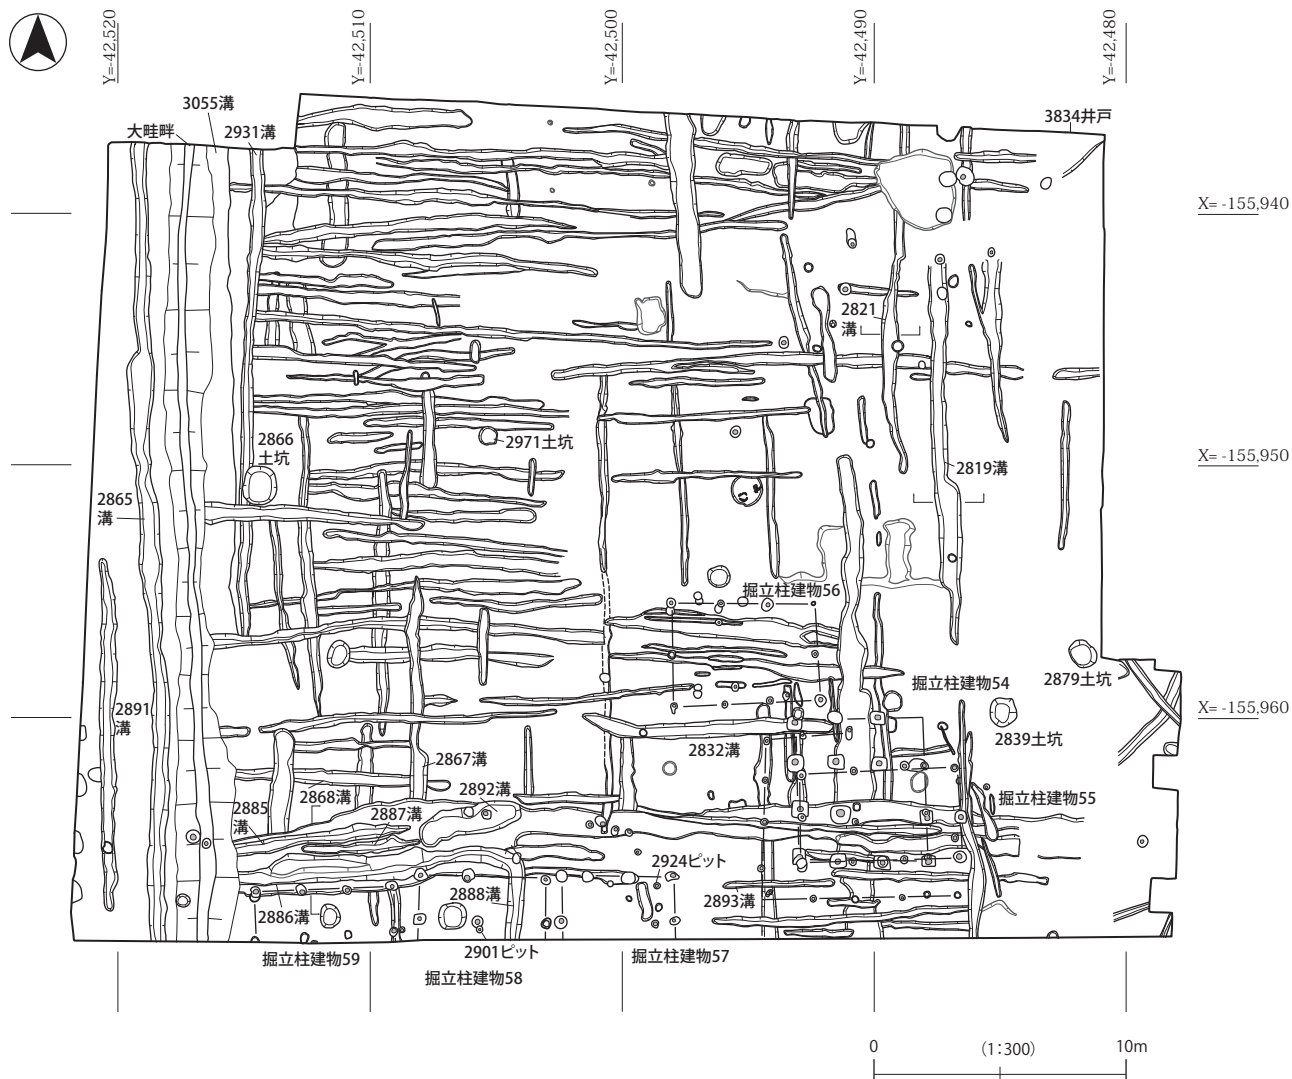 Y=-42,520
Y=-42,510
Y=-42,500
Y=-42,490
Y=-42,480
3055溝
大畦畔
2931溝
3834井戸
X= -155,940
2821
溝
2866
土坑
2971土坑
X= -155,950
2819溝
2865
溝
掘立柱建物56
2879土坑
掘立柱建物54
2891
溝
X= -155,960
2839土坑
2832溝
2867溝
2892溝
2868溝
掘立柱建物55
2885
溝
2887溝
2924ピット
2888溝
2893溝
2886溝
2901ピット
掘立柱建物59
掘立柱建物57
掘立柱建物58
0
(1:300)
10m